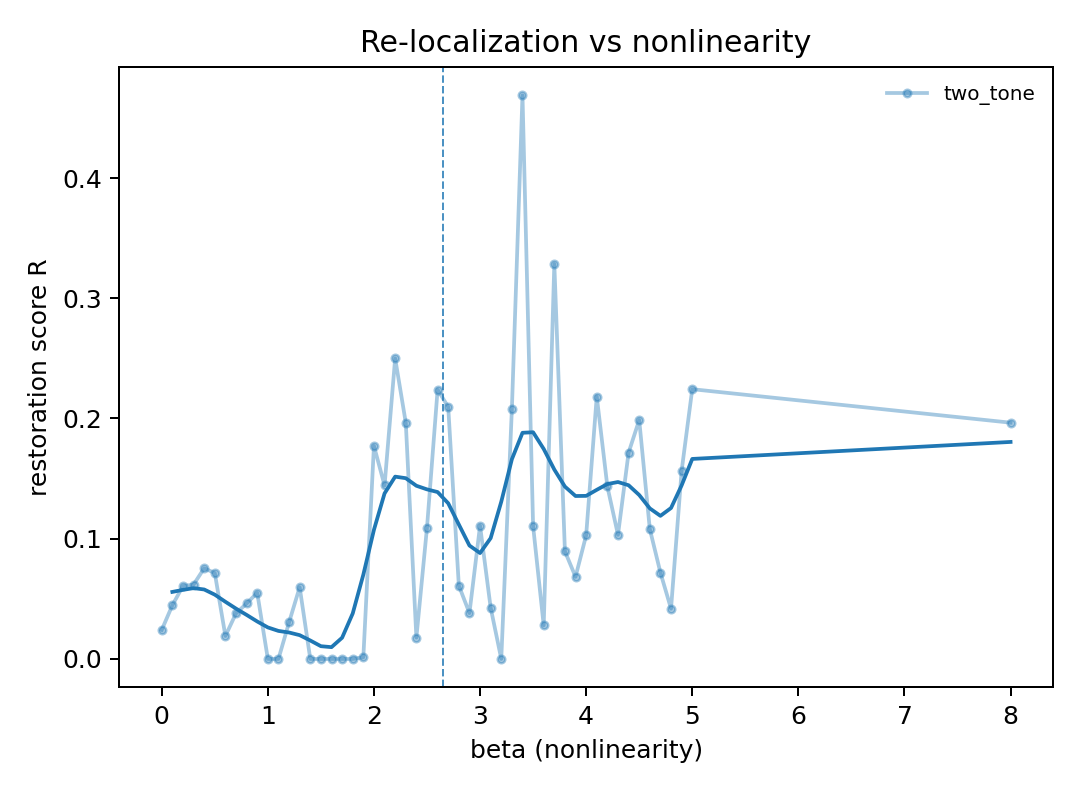 Re-localization vs nonlinearity
two_tone
restoration score R
0.4
0.3
0.2
0.1
0.0
0 1 2 3 4 5 6 7 8
beta (nonlinearity)